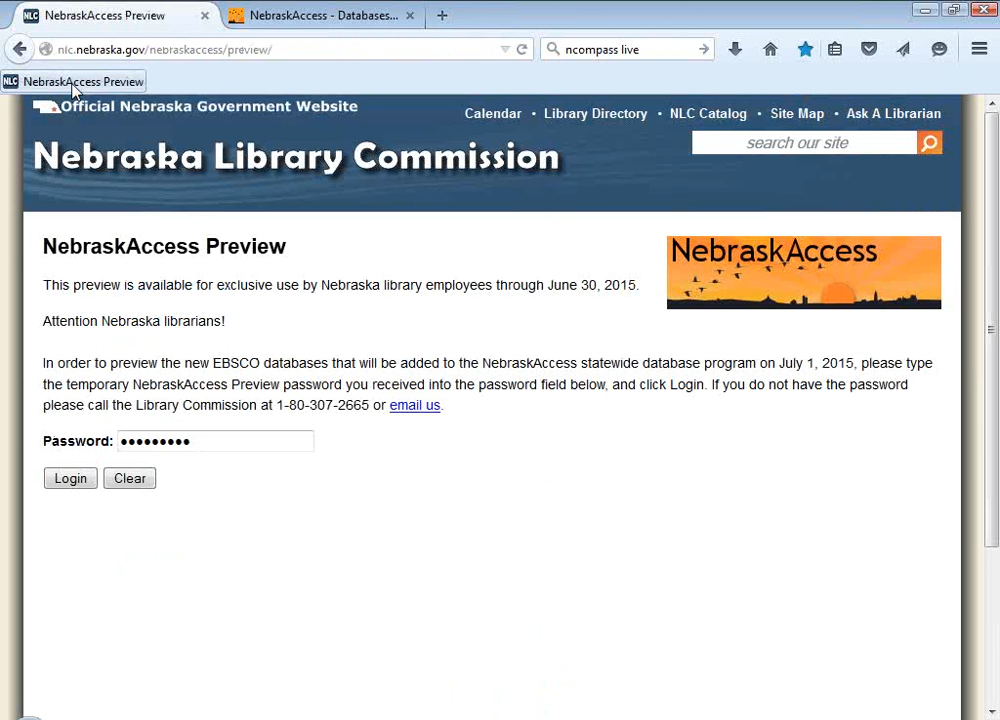 NLC NebraskAccess Preview × NebraskAccess - Databases... × +
nlc.nebraska.gov/nebraskaccess/preview/ ncompass live
NLC NebraskAccess Preview
Official Nebraska Government Website
Calendar • Library Directory • NLC Catalog • Site Map • Ask A Librarian
search our site
Nebraska Library Commission
NebraskAccess Preview
NebraskAccess
This preview is available for exclusive use by Nebraska library employees through June 30, 2015.
Attention Nebraska librarians!
In order to preview the new EBSCO databases that will be added to the NebraskAccess statewide database program on July 1, 2015, please type
the temporary NebraskAccess Preview password you received into the password field below, and click Login. If you do not have the password
please call the Library Commission at 1-80-307-2665 or email us.
Password: •••••••••
Login Clear